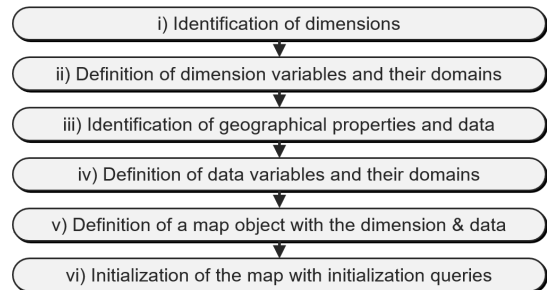 i) Identification of dimensions
ii) Definition of dimension variables and their domains
iii) Identification of geographical properties and data
iv) Definition of data variables and their domains
v) Definition of a map object with the dimension & data
vi) Initialization of the map with initialization queries